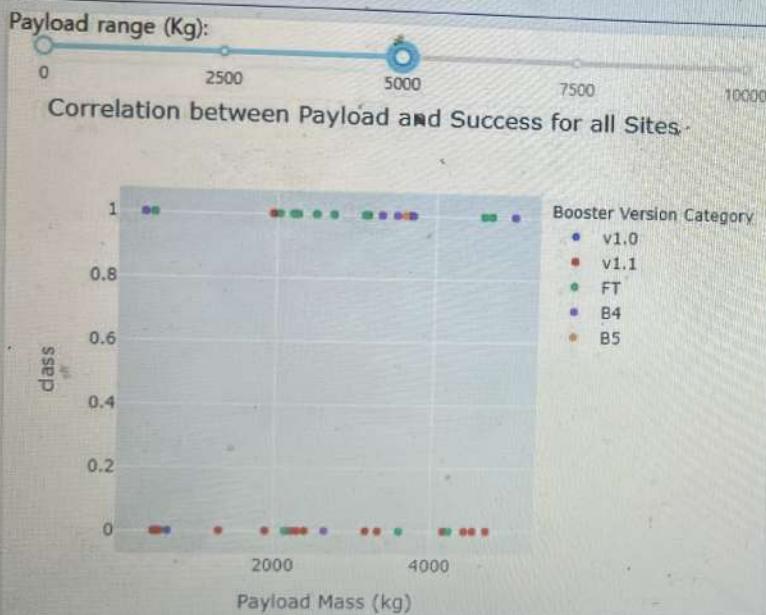 Payload range (Kg):
0 2500 5000 7500 10000
Correlation between Payload and Success for all Sites
1
0.8
0.6
0.4
0.2
0
class
2000 4000
Payload Mass (kg)
Booster Version Category
v1.0
v1.1
FT
B4
B5